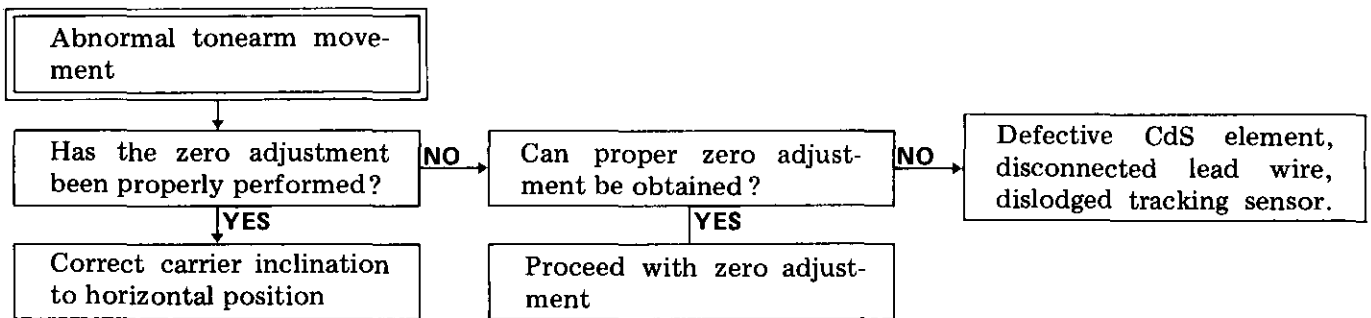 Abnormal tonearm move-
ment
Has the zero adjustment
been properly performed?
NO
Can proper zero adjust-
ment be obtained?
NO
Defective CdS element,
disconnected lead wire,
dislodged tracking sensor.
YES
Correct carrier inclination
to horizontal position
YES
Proceed with zero adjust-
ment